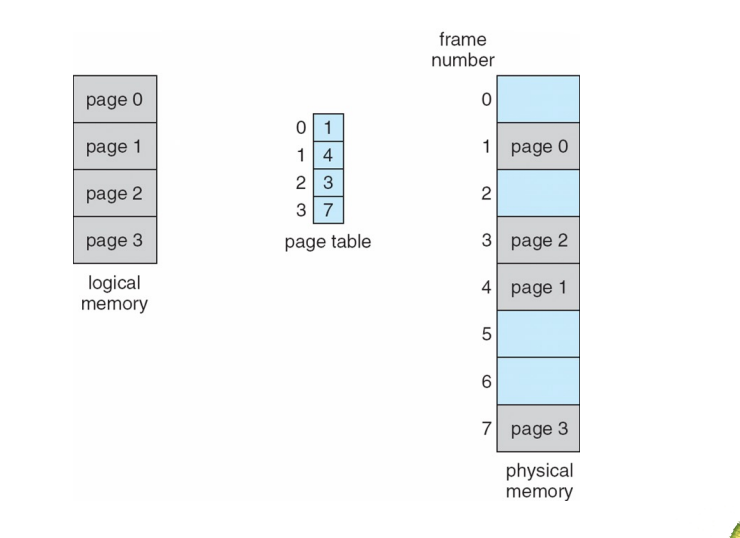 frame
number
page 0
page 1
page 2
page 3
logical
memory
0 1
1 4
2 3
3 7
page table
0
1 page 0
2
3 page 2
4 page 1
5
6
7 page 3
physical
memory